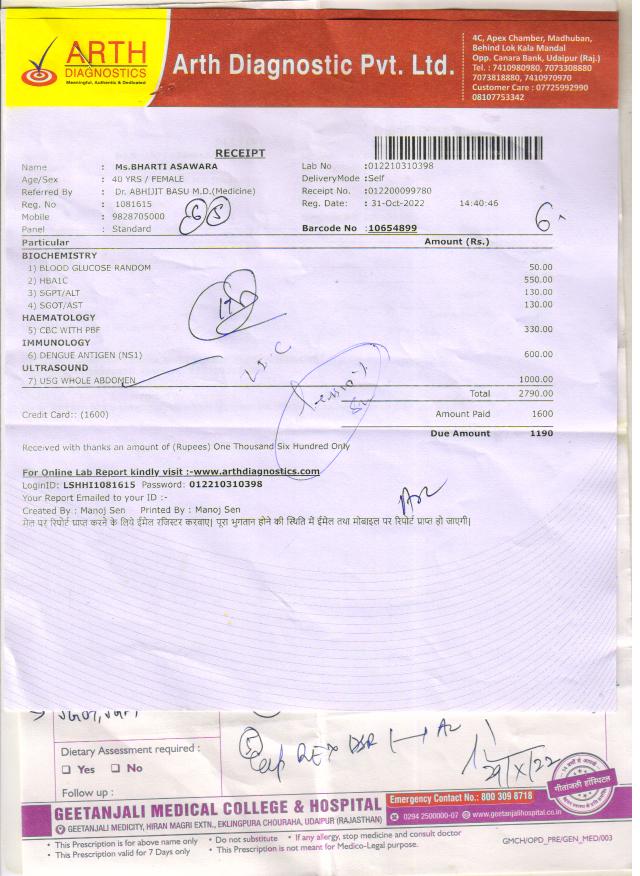 ARTH
DIAGNOSTICS
Meaningful, Authentic & Dedicated
Arth Diagnostic Pvt. Ltd.
4C, Apex Chamber, Madhuban,
Behind Lok Kala Mandal
Opp. Canara Bank, Udaipur (Raj.)
Tel. : 7410980980, 7073308880
7073818880, 7410970970
Customer Care : 07725992990
08107753342
RECEIPT
Name : Ms.BHARTI ASAWARA Lab No :012210310398
Age/Sex : 40 YRS / FEMALE DeliveryMode :Self
Referred By : Dr. ABHIJIT BASU M.D.(Medicine) Receipt No. :012200099780
Reg. No : 1081615 Reg. Date: : 31-Oct-2022 14:40:46
Mobile : 9828705000
6 5
Panel : Standard Barcode No :10654899
Particular Amount (Rs.)
BIOCHEMISTRY
1) BLOOD GLUCOSE RANDOM 50.00
2) HBA1C 550.00
3) SGPT/ALT 130.00
4) SGOT/AST 130.00
HAEMATOLOGY
5) CBC WITH PBF 330.00
IMMUNOLOGY
6) DENGUE ANTIGEN (NS1) 600.00
ULTRASOUND
7) USG WHOLE ABDOMEN 1000.00
Total 2790.00
Credit Card:: (1600) Amount Paid 1600
Due Amount 1190
Received with thanks an amount of (Rupees) One Thousand Six Hundred Only
For Online Lab Report kindly visit :-www.arthdiagnostics.com
LoginID: LSHHI1081615 Password: 012210310398
Your Report Emailed to your ID :-
Created By : Manoj Sen Printed By : Manoj Sen
मेल पर रिपोर्ट प्राप्त करने के लिये ईमेल रजिस्टर करवाए| पूरा भुगतान होने की स्थिति में ईमेल तथा मोबाइल पर रिपोर्ट प्राप्त हो जाएगी|
Dietary Assessment required :
Yes No
29/X/22
Follow up :
गीतांजली हॉस्पिटल
GEETANJALI MEDICAL COLLEGE & HOSPITAL
Emergency Contact No.: 800 309 8718
GEETANJALI MEDICITY, HIRAN MAGRI EXTN., EKLINGPURA CHOURAHA, UDAIPUR (RAJASTHAN)
0294 2500000-07 www.geetanjalihospital.co.in
• This Prescription is for above name only • Do not substitute • If any allergy, stop medicine and consult doctor
• This Prescription valid for 7 Days only • This Prescription is not meant for Medico-Legal purpose.
GMCH/OPD_PRE/GEN_MED/003